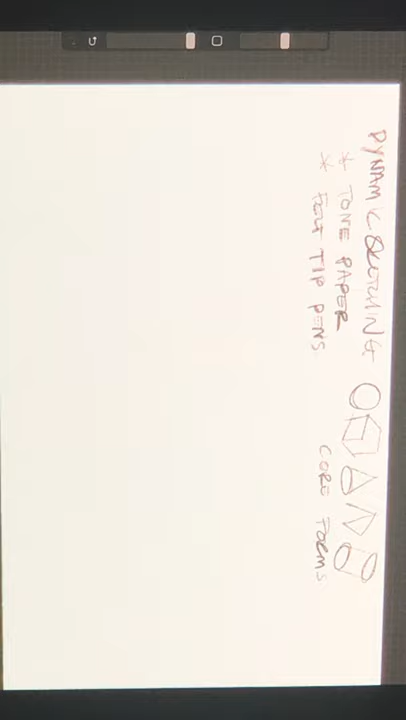 DYNAMIC SKETCHING
* TONE PAPER
* FELT TIP PENS
CORE FORMS